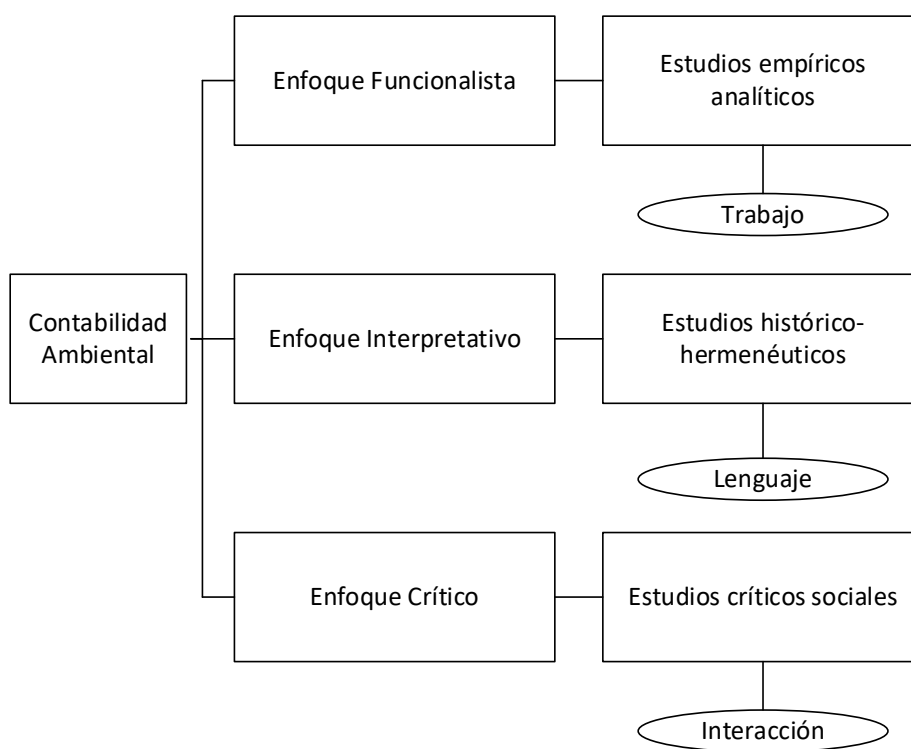 Enfoque Funcionalista
Estudios empíricos
analíticos
Trabajo
Contabilidad
Ambiental
Enfoque Interpretativo
Estudios histórico-
hermenéuticos
Lenguaje
Enfoque Crítico
Estudios críticos sociales
Interacción